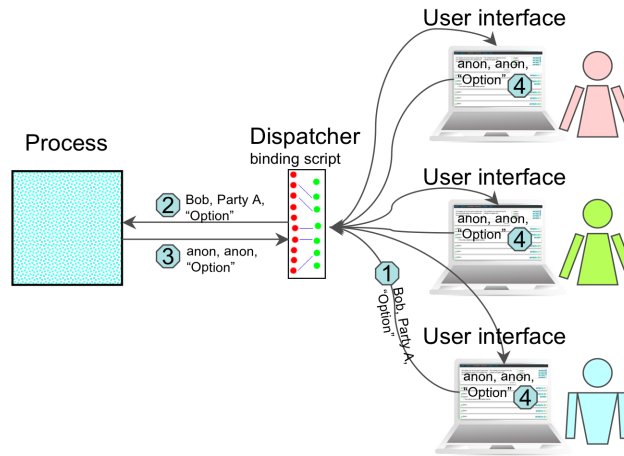 User interface
anon, anon,
“Option” 4
Process
Dispatcher
binding script
2 Bob, Party A,
“Option”
3 anon, anon,
“Option”
User interface
anon, anon,
“Option” 4
1
Bob, Party A,
“Option”
User interface
anon, anon,
“Option” 4